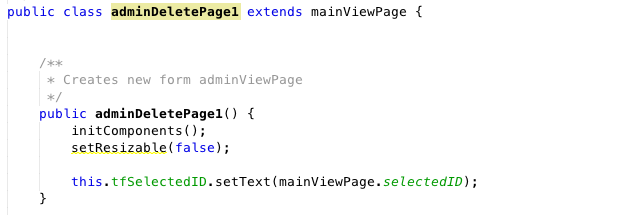 public class adminDeletePage1 extends mainViewPage {
/**
* Creates new form adminViewPage
*/
public adminDeletePage1() {
initComponents();
setResizable(false);
this.tfSelectedID.setText(mainViewPage.selectedID);
}